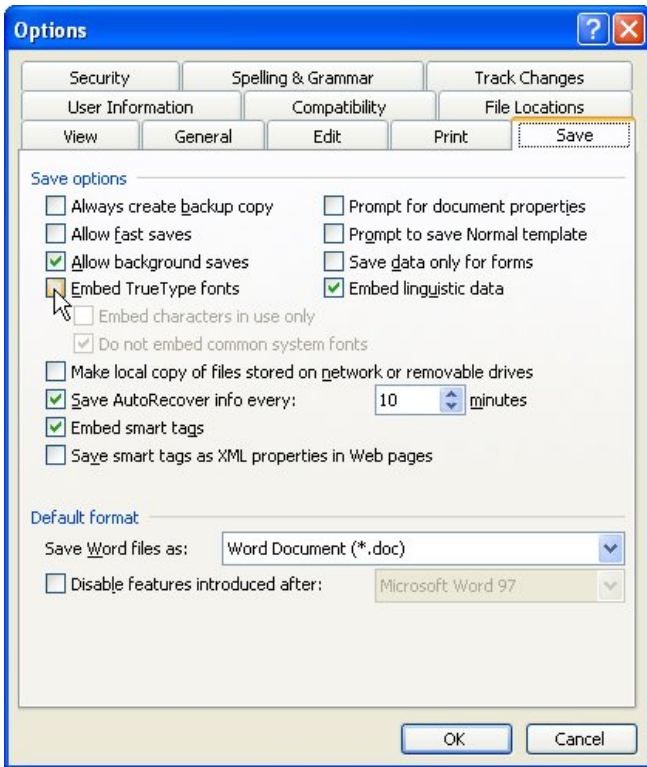 Options
Security Spelling & Grammar Track Changes
User Information Compatibility File Locations
View General Edit Print Save
Save options
Always create backup copy Prompt for document properties
Allow fast saves Prompt to save Normal template
Allow background saves Save data only for forms
Embed TrueType fonts Embed linguistic data
Embed characters in use only
Do not embed common system fonts
Make local copy of files stored on network or removable drives
Save AutoRecover info every: 10 minutes
Embed smart tags
Save smart tags as XML properties in Web pages
Default format
Save Word files as: Word Document (*.doc)
Disable features introduced after: Microsoft Word 97
OK Cancel